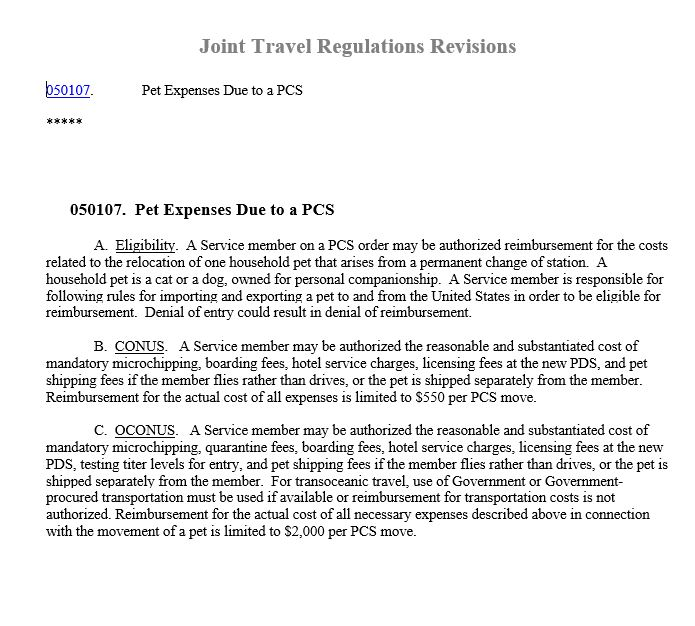 Joint Travel Regulations Revisions
050107. Pet Expenses Due to a PCS
*****
050107. Pet Expenses Due to a PCS
A. Eligibility. A Service member on a PCS order may be authorized reimbursement for the costs
related to the relocation of one household pet that arises from a permanent change of station. A
household pet is a cat or a dog, owned for personal companionship. A Service member is responsible for
following rules for importing and exporting a pet to and from the United States in order to be eligible for
reimbursement. Denial of entry could result in denial of reimbursement.
B. CONUS. A Service member may be authorized the reasonable and substantiated cost of
mandatory microchipping, boarding fees, hotel service charges, licensing fees at the new PDS, and pet
shipping fees if the member flies rather than drives, or the pet is shipped separately from the member.
Reimbursement for the actual cost of all expenses is limited to $550 per PCS move.
C. OCONUS. A Service member may be authorized the reasonable and substantiated cost of
mandatory microchipping, quarantine fees, boarding fees, hotel service charges, licensing fees at the new
PDS, testing titer levels for entry, and pet shipping fees if the member flies rather than drives, or the pet is
shipped separately from the member. For transoceanic travel, use of Government or Government-
procured transportation must be used if available or reimbursement for transportation costs is not
authorized. Reimbursement for the actual cost of all necessary expenses described above in connection
with the movement of a pet is limited to $2,000 per PCS move.